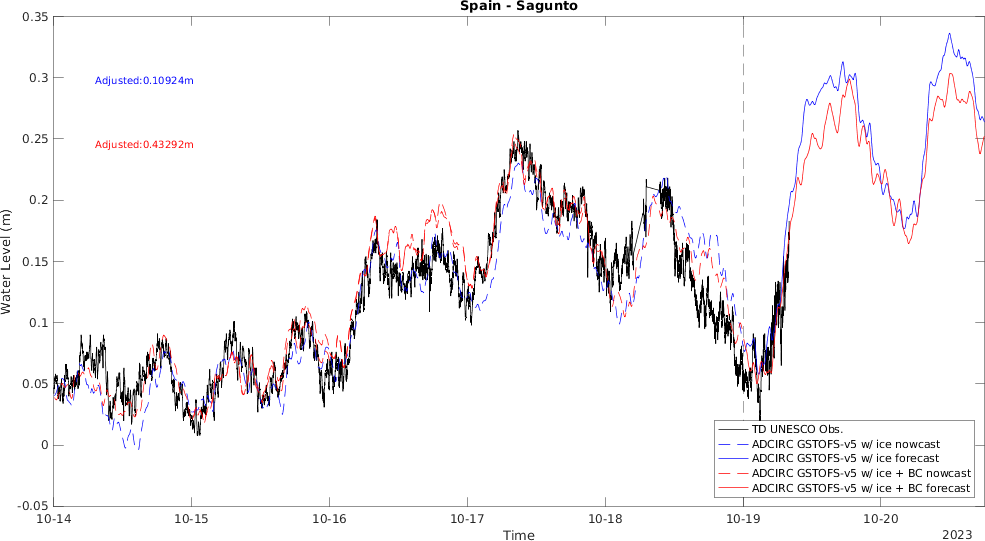 Spain - Sagunto
0.35
0.3
0.25
0.2
0.15
0.1
0.05
0
-0.05
Water Level (m)
Adjusted:0.10924m
Adjusted:0.43292m
TD UNESCO Obs.
ADCIRC GSTOFS-v5 w/ ice nowcast
ADCIRC GSTOFS-v5 w/ ice forecast
ADCIRC GSTOFS-v5 w/ ice + BC nowcast
ADCIRC GSTOFS-v5 w/ ice + BC forecast
10-14 10-15 10-16 10-17 10-18 10-19 10-20
Time
2023